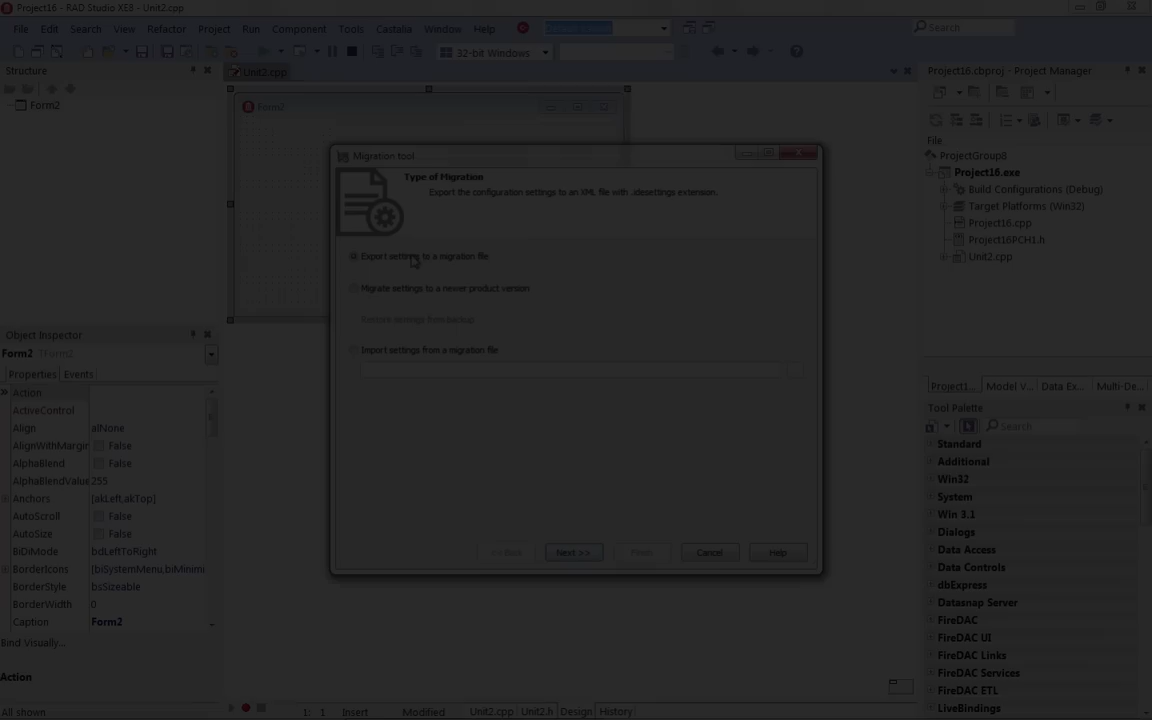 Project16 - RAD Studio XE8 - Unit2.cpp
File Edit Search View Refactor Project Run Component Tools Castalia Window Help
Search
32-bit Windows
Structure
Form2
Unit2.cpp
Form2
Migration tool
Type of Migration
Export the configuration settings to an XML file with .idesettings extension.
Export settings to a migration file
Migrate settings to a newer product version
Restore settings from backup
Import settings from a migration file
Next >>
Cancel
Help
Object Inspector
Form2 TForm2
Properties Events
Action
ActiveControl
Align alNone
AlignWithMargin False
AlphaBlend False
AlphaBlendValue 255
Anchors [akLeft,akTop]
AutoScroll False
AutoSize False
BiDiMode bdLeftToRight
BorderIcons [biSystemMenu,biMinimi
BorderStyle bsSizeable
BorderWidth 0
Caption Form2
Bind Visually...
Action
All shown
1: 1 Insert Modified Unit2.cpp Unit2.h Design History
Project16.cbproj - Project Manager
File
ProjectGroup8
Project16.exe
Build Configurations (Debug)
Target Platforms (Win32)
Project16.cpp
Project16PCH1.h
Unit2.cpp
Project1... Model V... Data Ex... Multi-De...
Tool Palette
Search
Standard
Additional
Win32
System
Win 3.1
Dialogs
Data Access
Data Controls
dbExpress
Datasnap Server
FireDAC
FireDAC UI
FireDAC Links
FireDAC Services
FireDAC ETL
LiveBindings